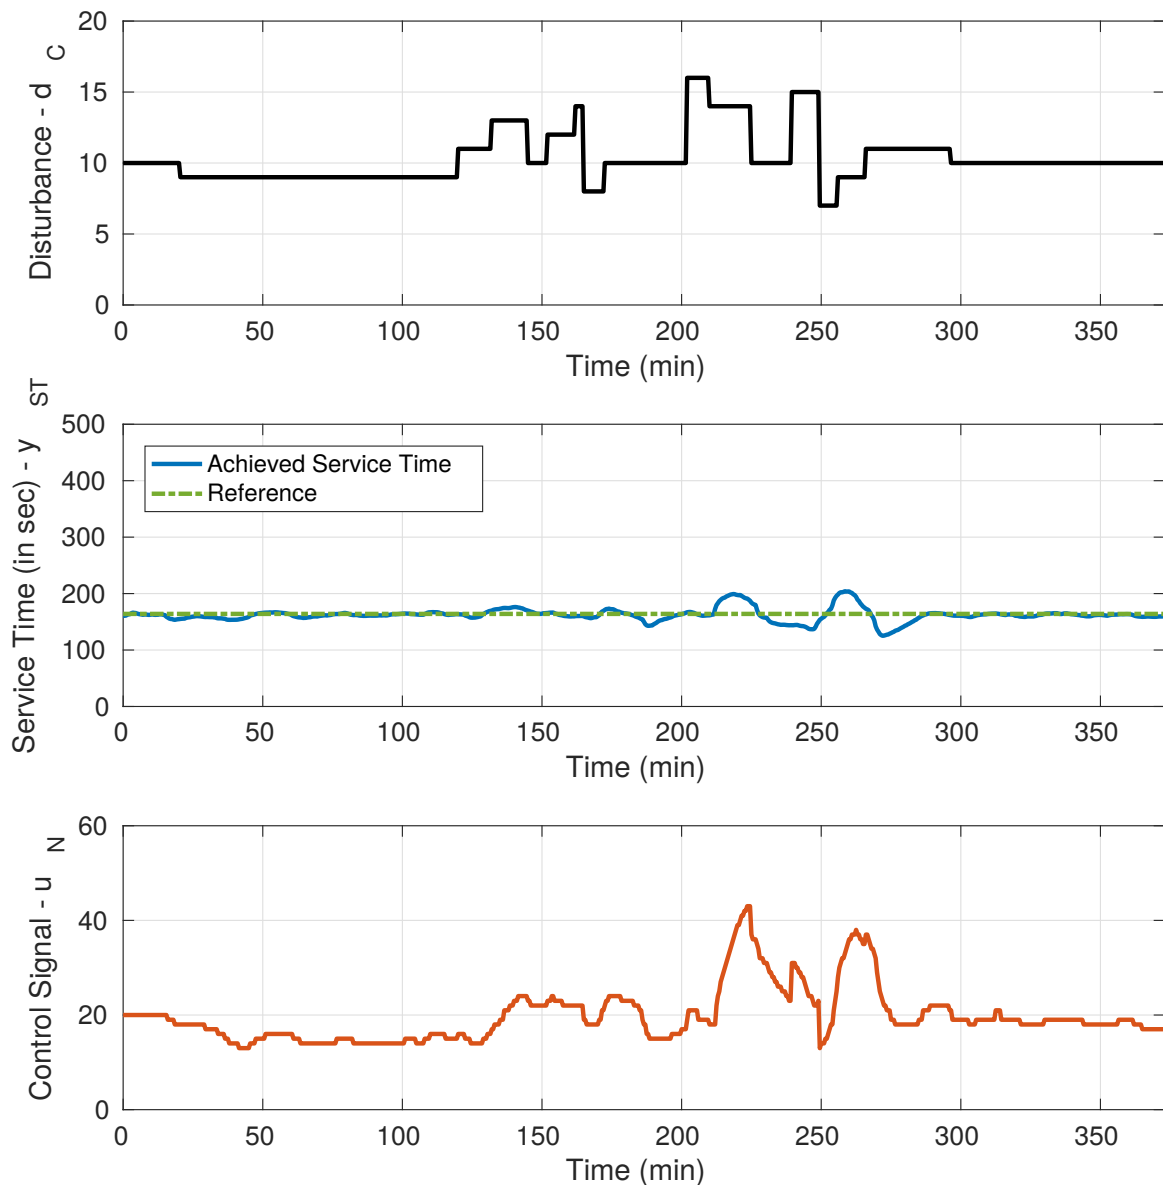 Disturbance - d C
20
15
10
5
0
0 50 100 150 200 250 300 350
Time (min)
Service Time (in sec) - y ST
500
400
300
200
100
0
Achieved Service Time
Reference
0 50 100 150 200 250 300 350
Time (min)
Control Signal - u N
60
40
20
0
0 50 100 150 200 250 300 350
Time (min)